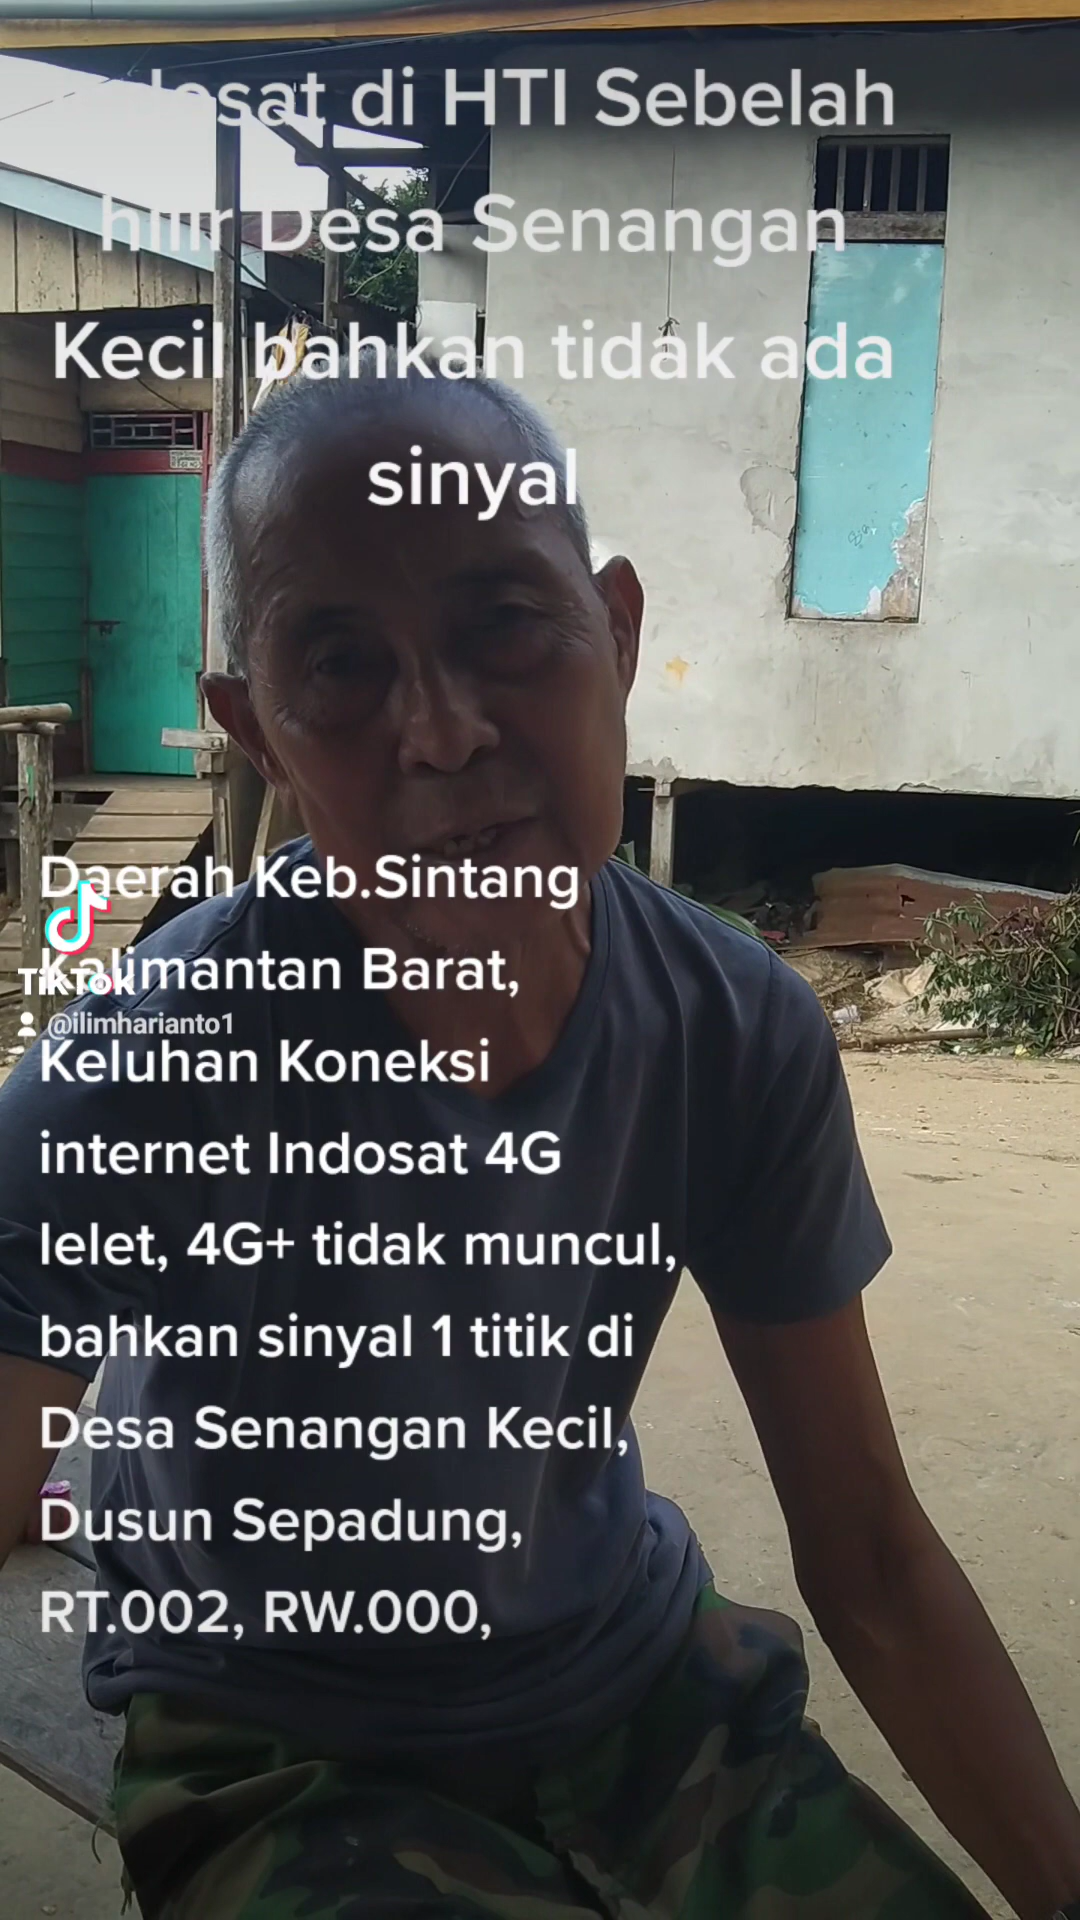 di HTI Sebelah
hilir Desa Senangan
Kecil bahkan tidak ada
sinyal
Daerah Keb.Sintang
Kalimantan Barat,
TikTok
@ilimharianto1
Keluhan Koneksi
internet Indosat 4G
lelet, 4G+ tidak muncul,
bahkan sinyal 1 titik di
Desa Senangan Kecil,
Dusun Sepadung,
RT.002, RW.000,